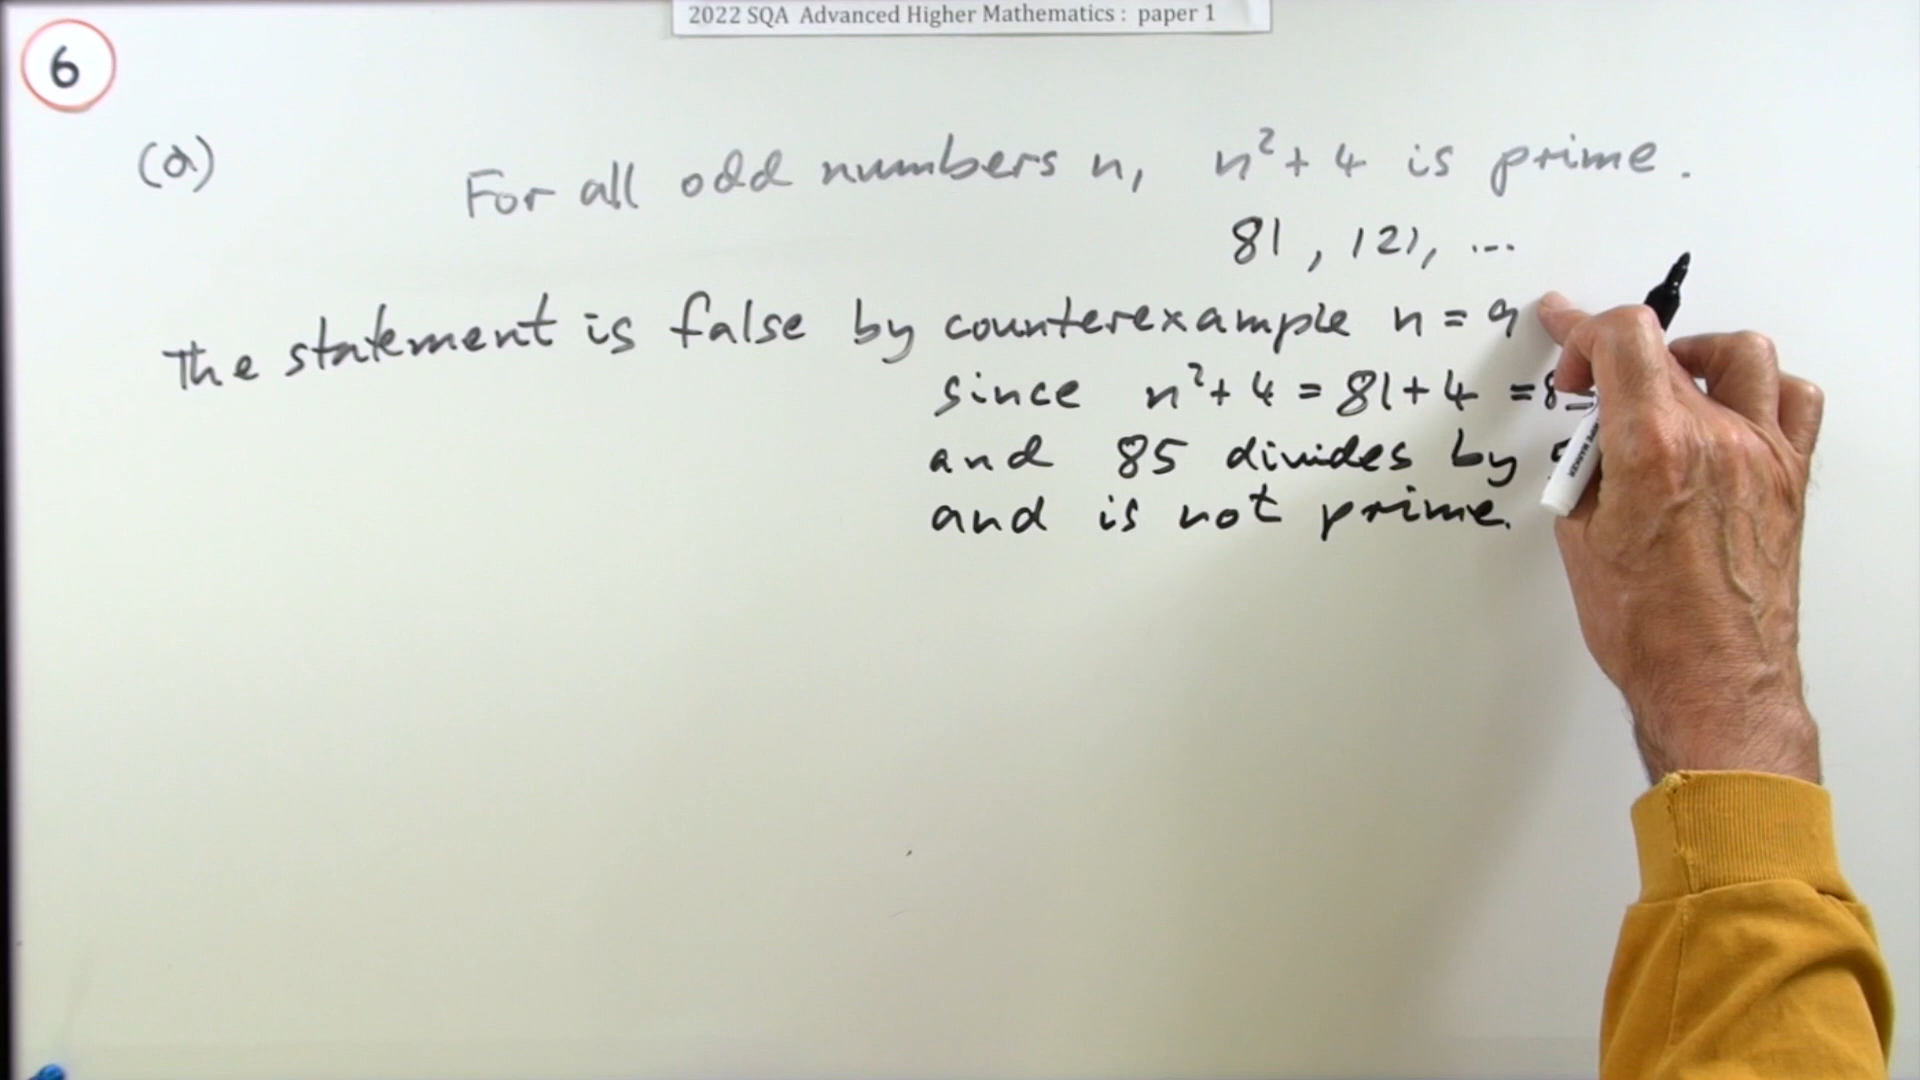 2022 SQA Advanced Higher Mathematics : paper 1
6
(a)
For all odd numbers n, n² + 4 is prime.
81, 121, ...
The statement is false by counterexample n = 9
since n² + 4 = 81 + 4 =
and 85 divides by
and is not prime.